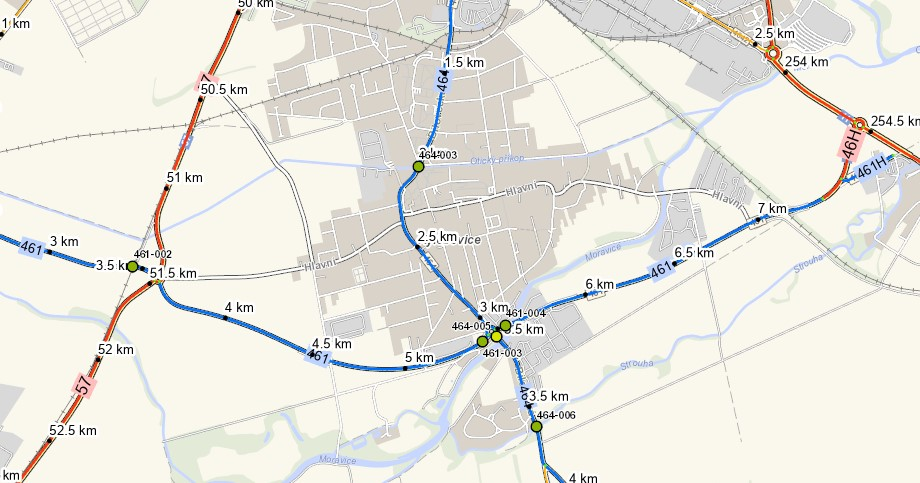 50 km
1 km
2.5 km
254 km
1.5 km
464
57
50.5 km
254.5 km
46H
461H
464-003
Otický příkop
51 km
Hlavní
Hlavní
7 km
461
3 km
461-002
3.5 km
51.5 km
Hlavní
2.5 km
Moravice
6.5 km
461
Strouha
6 km
4 km
3 km
461-004
464-005
461-003
4.5 km
461
5 km
52 km
57
Strouha
3.5 km
464
464-006
52.5 km
Moravice
km
4 km